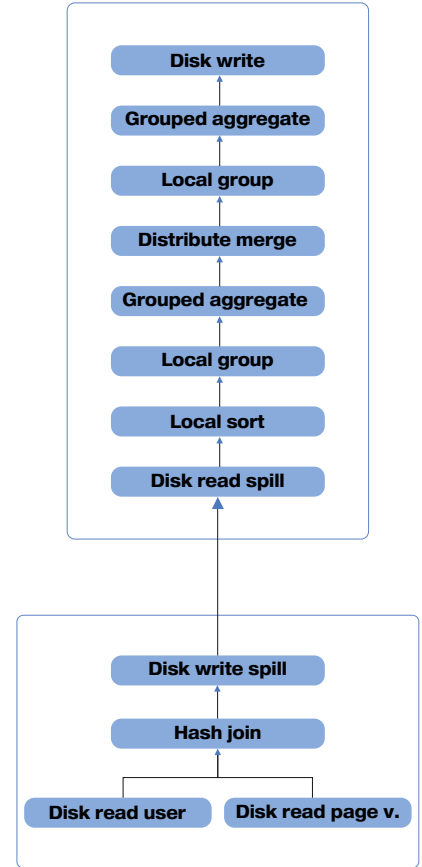 Disk write
Grouped aggregate
Local group
Distribute merge
Grouped aggregate
Local group
Local sort
Disk read spill
Disk write spill
Hash join
Disk read user
Disk read page v.